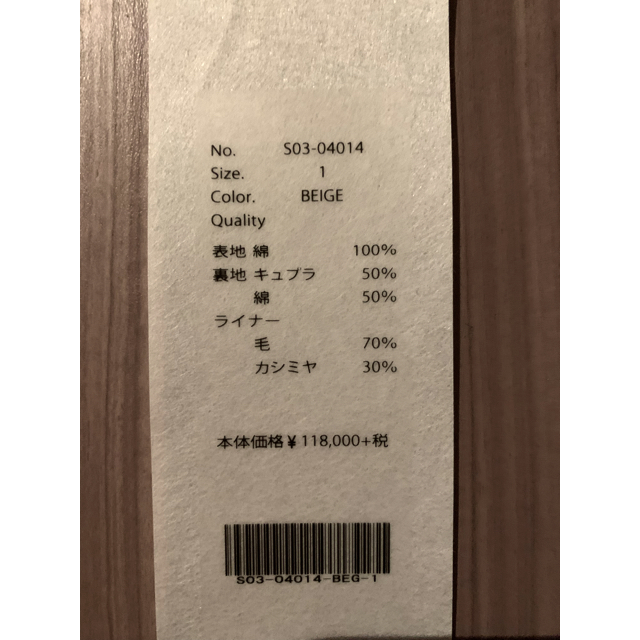 No. S03-04014
Size. 1
Color. BEIGE
Quality
表地 綿 100%
裏地 キュプラ 50%
綿 50%
ライナー
毛 70%
カシミヤ 30%
本体価格¥118,000+税
S03-04014-BEG-1